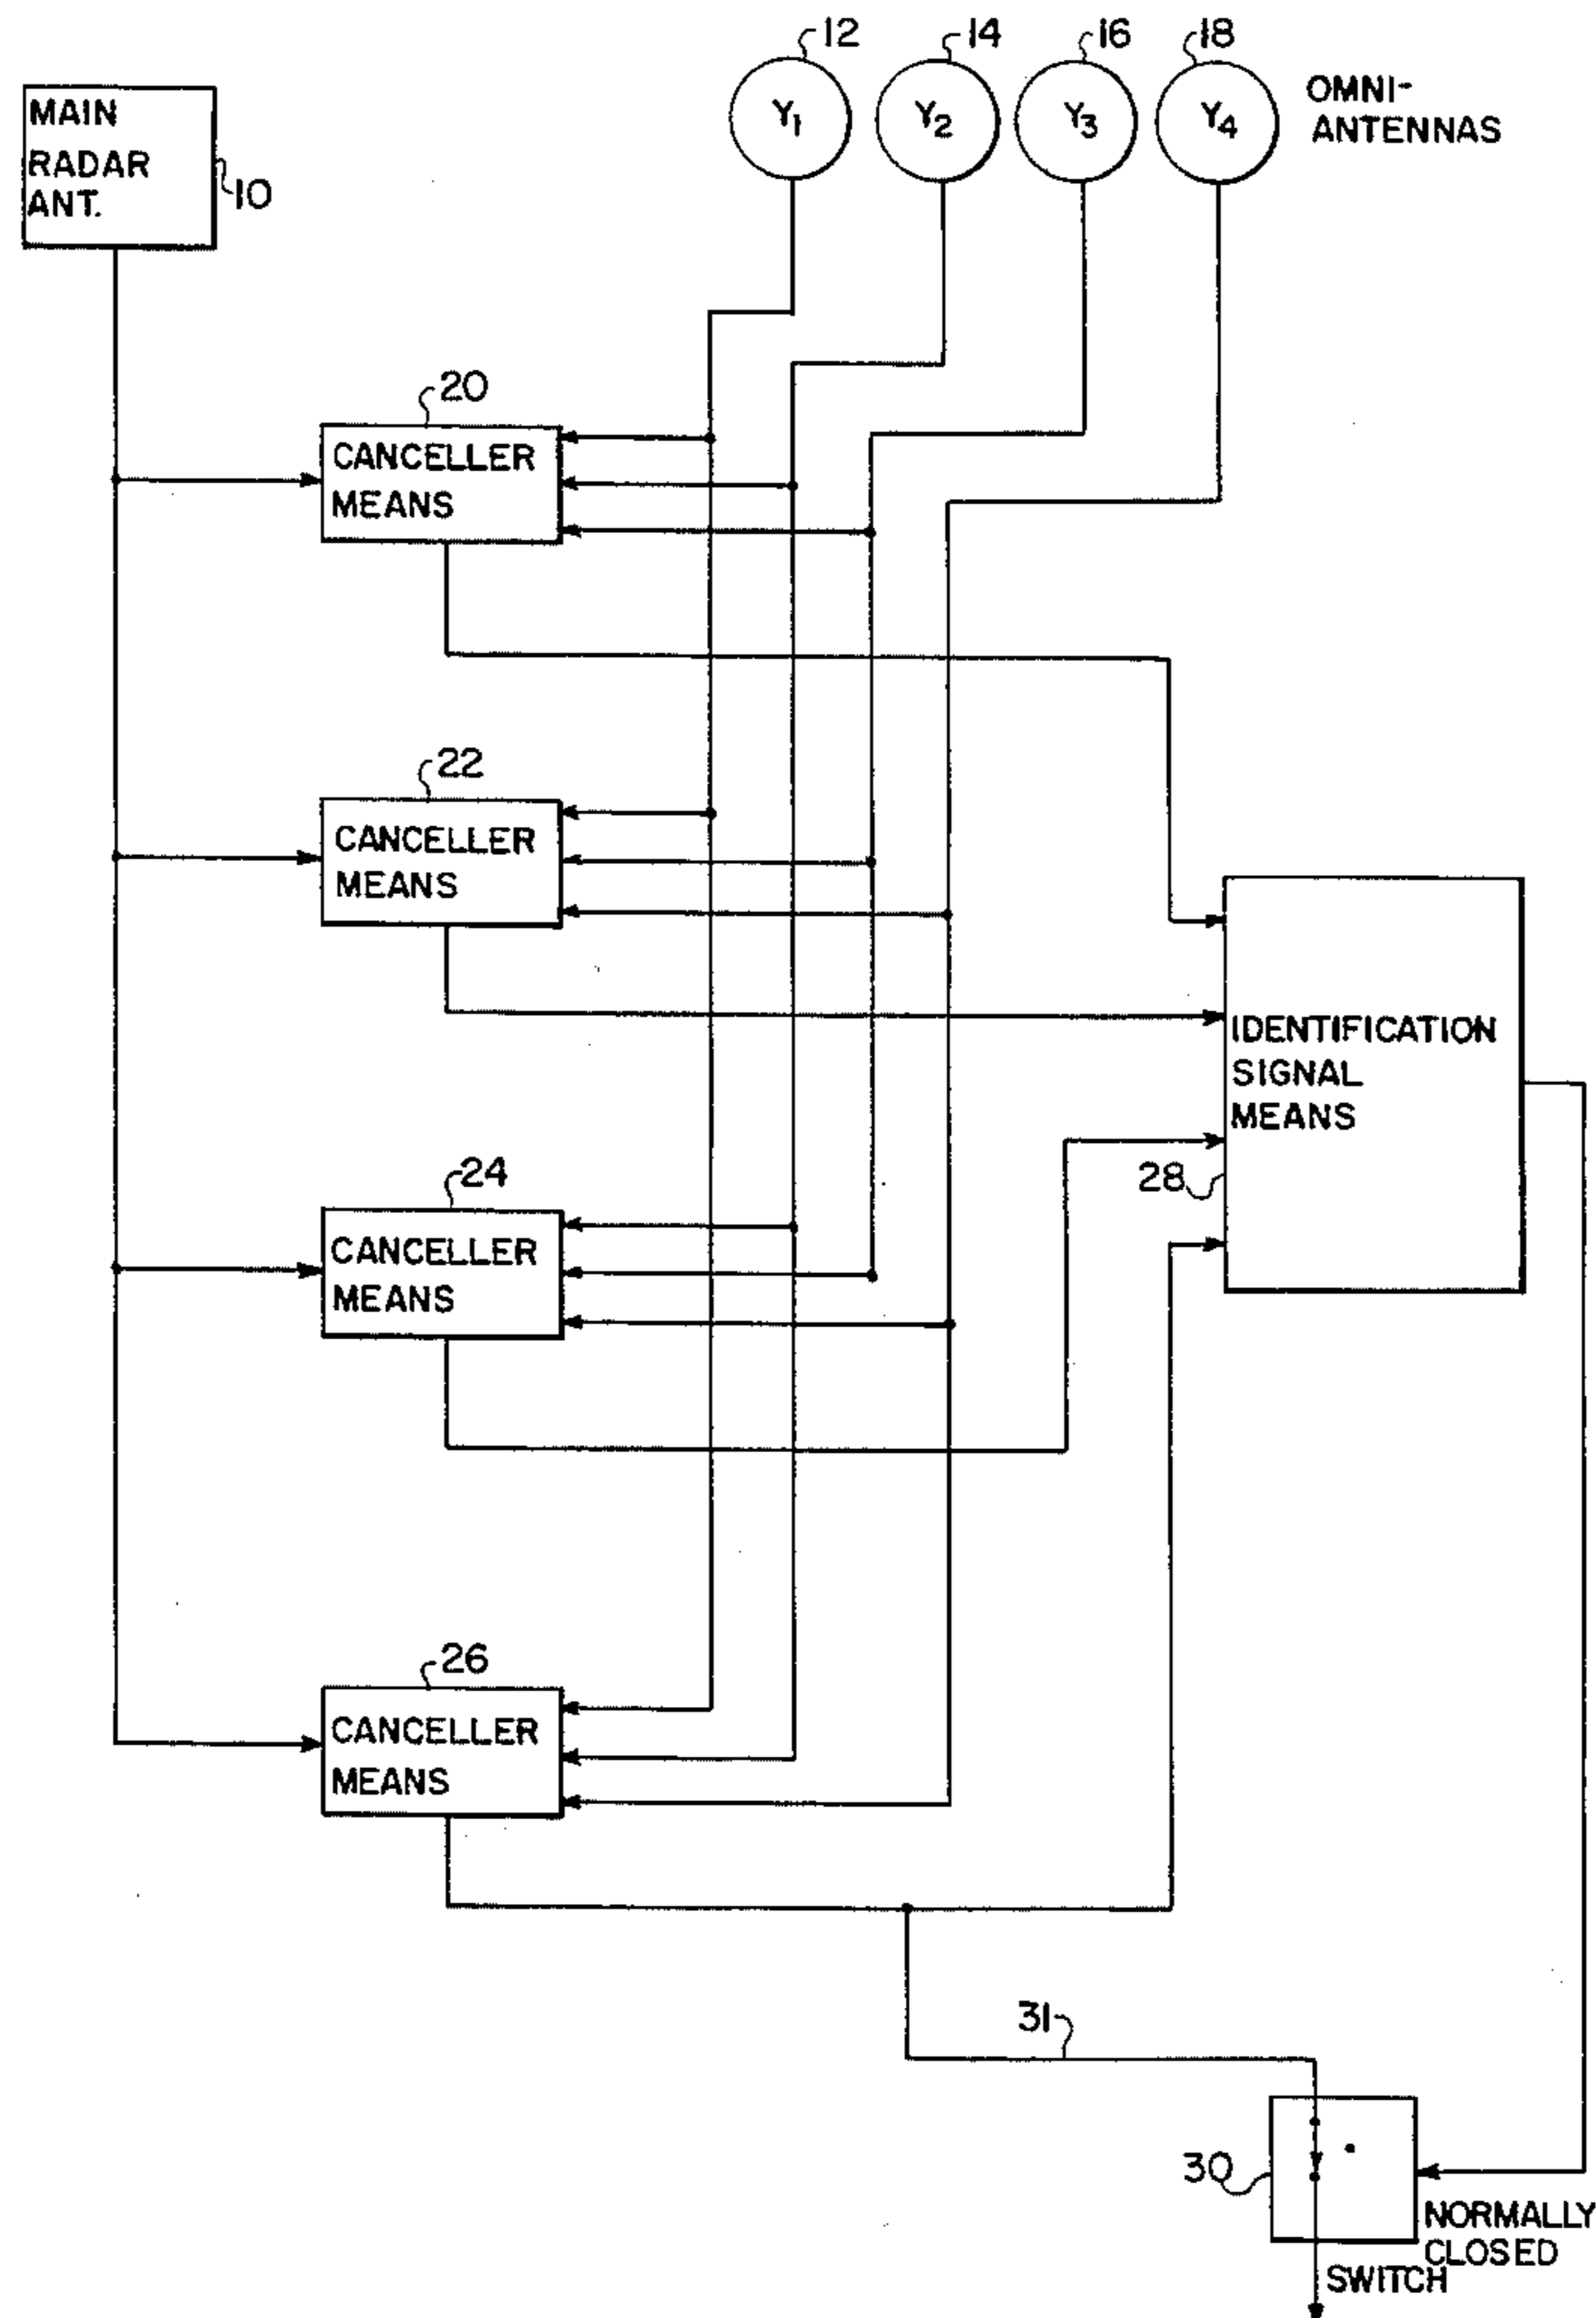 12
14
16
18
MAIN
RADAR
ANT.
10
Y1
Y2
Y3
Y4
OMNI-
ANTENNAS
20
CANCELLER
MEANS
22
CANCELLER
MEANS
IDENTIFICATION
SIGNAL
MEANS
28
24
CANCELLER
MEANS
26
CANCELLER
MEANS
31
30
NORMALLY
CLOSED
SWITCH